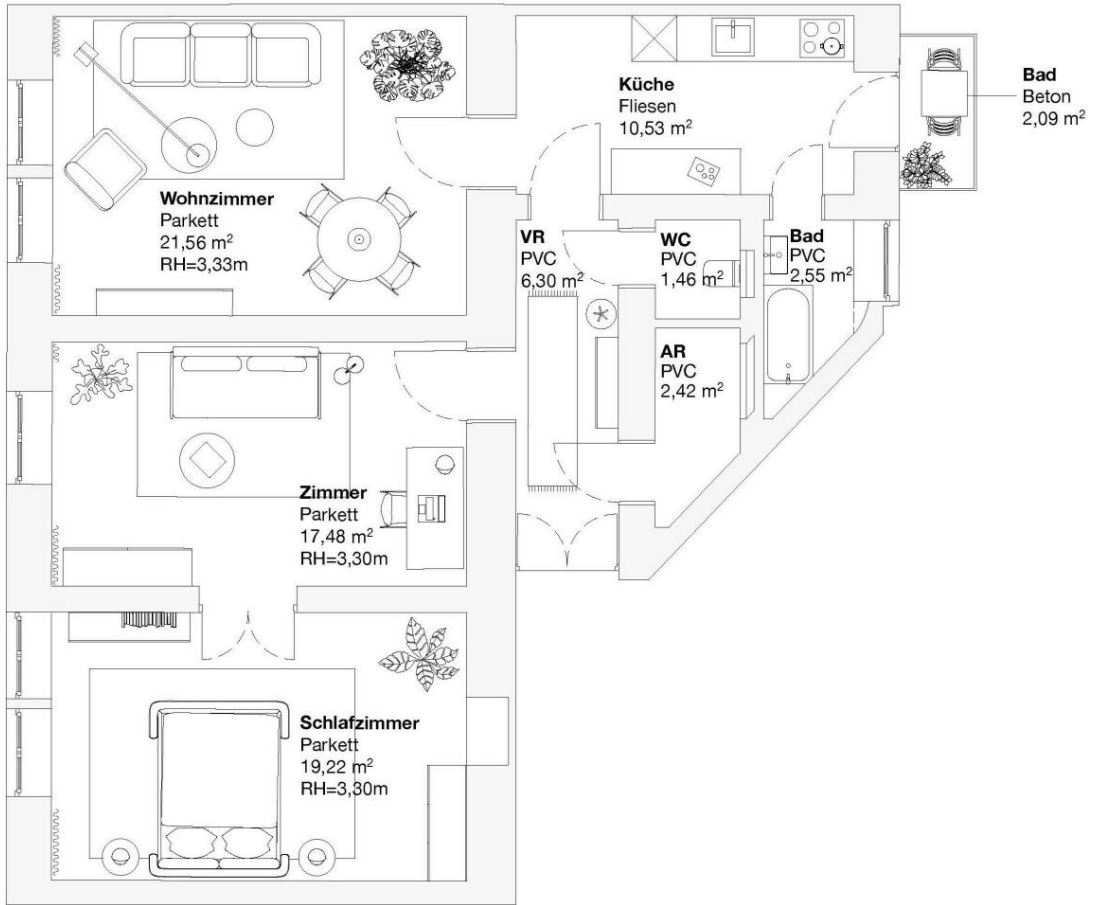 Küche
Fliesen
10,53 m²
Bad
Beton
2,09 m²
Wohnzimmer
Parkett
21,56 m²
RH=3,33m
VR
PVC
6,30 m²
WC
PVC
1,46 m²
Bad
PVC
2,55 m²
AR
PVC
2,42 m²
Zimmer
Parkett
17,48 m²
RH=3,30m
Schlafzimmer
Parkett
19,22 m²
RH=3,30m